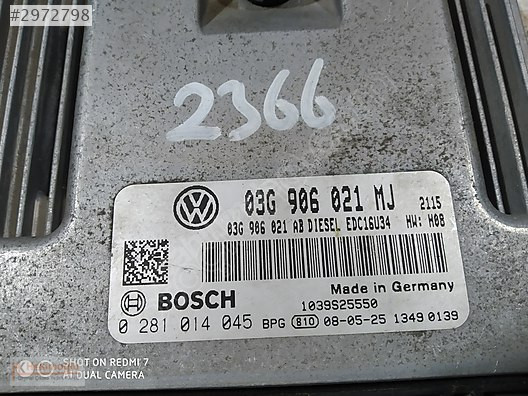 #2972798
2366
03G 906 021 MJ 2115
03G 906 021 AB DIESEL EDC16U34 HW: H08
BOSCH
Made in Germany
1039S25550
0 281 014 045 BPG 810 08-05-25 1349 0139
SHOT ON REDMI 7
AI DUAL CAMERA